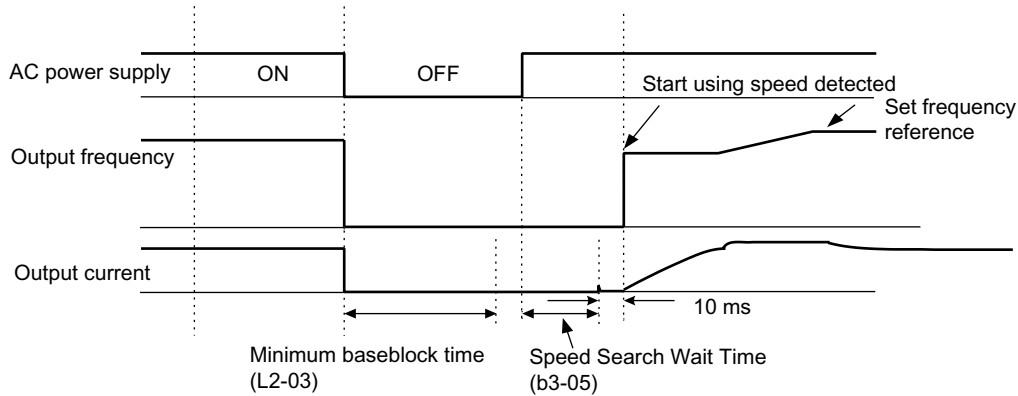 AC power supply
ON
OFF
Start using speed detected
Set frequency
reference
Output frequency
Output current
10 ms
Minimum baseblock time
(L2-03)
Speed Search Wait Time
(b3-05)